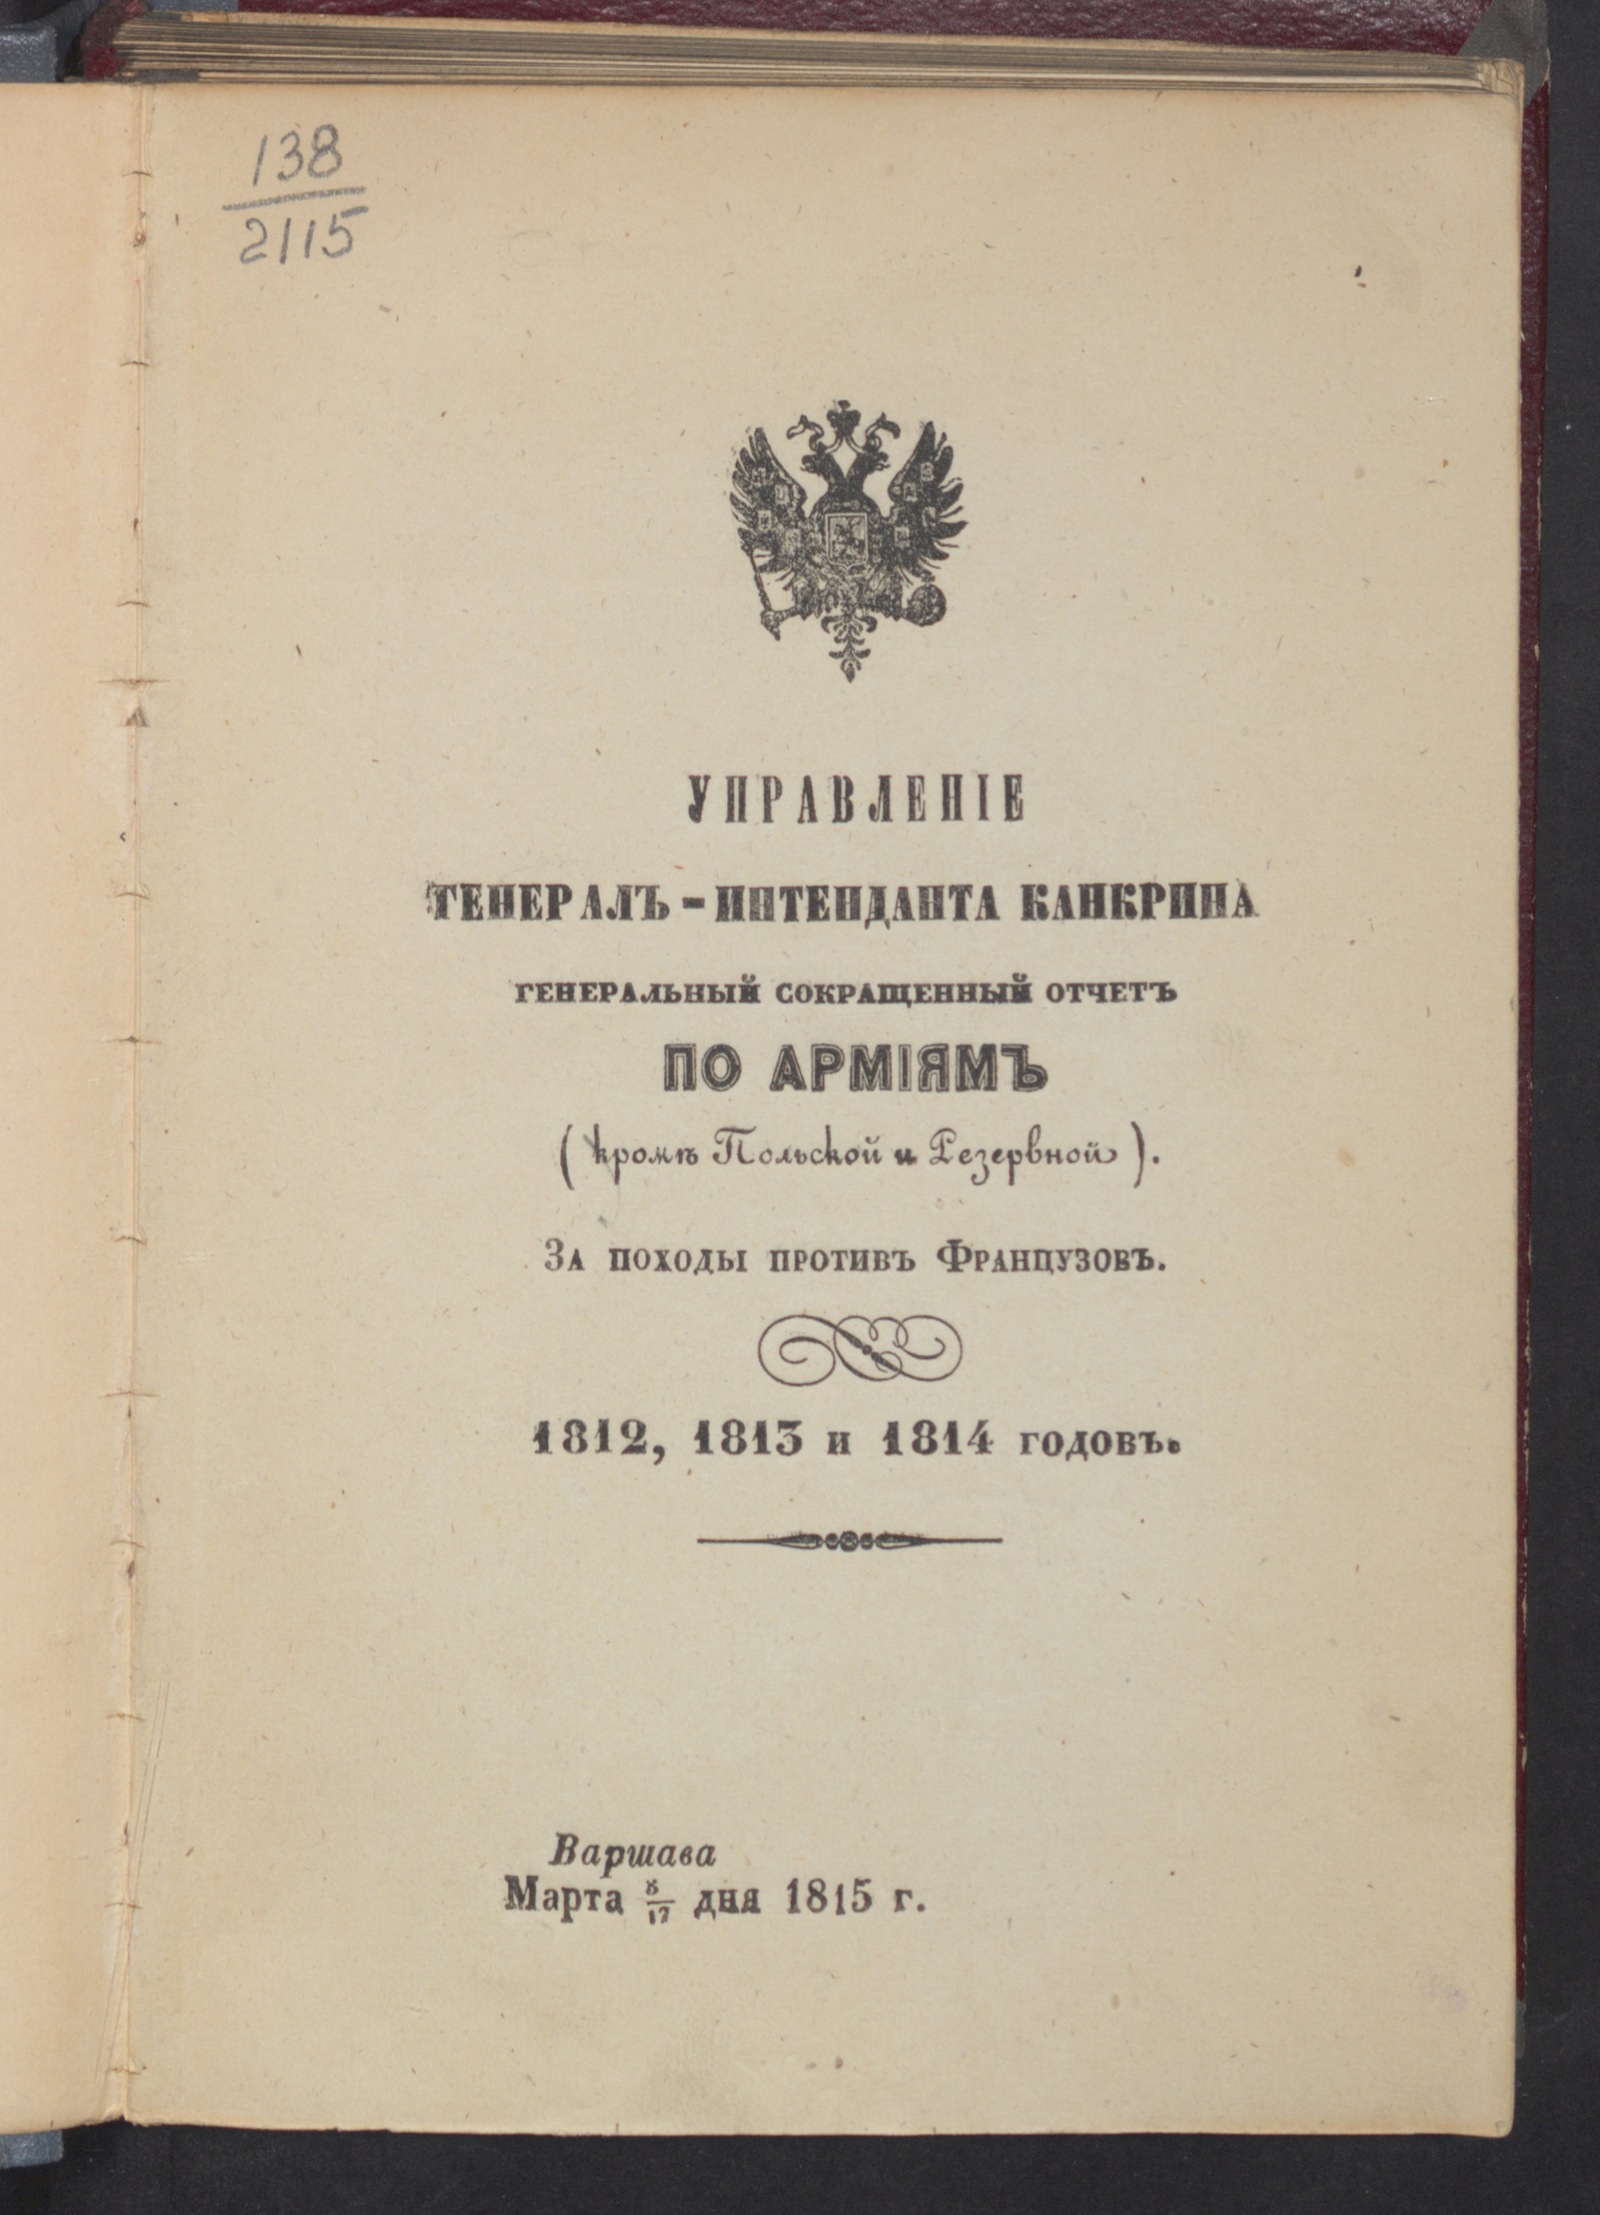 138
2115
УПРАВЛЕНІЕ
ГЕНЕРАЛЪ-ИНТЕНДАНТА КАНКРИНА
ГЕНЕРАЛЬНЫЙ СОКРАЩЕННЫЙ ОТЧЕТЪ
ПО АРМІЯМЪ
(кромѣ Польской и Резервной).
За походы противъ Французовъ.
1812, 1813 и 1814 годовъ.
Варшава
Марта 8/17 дня 1815 г.